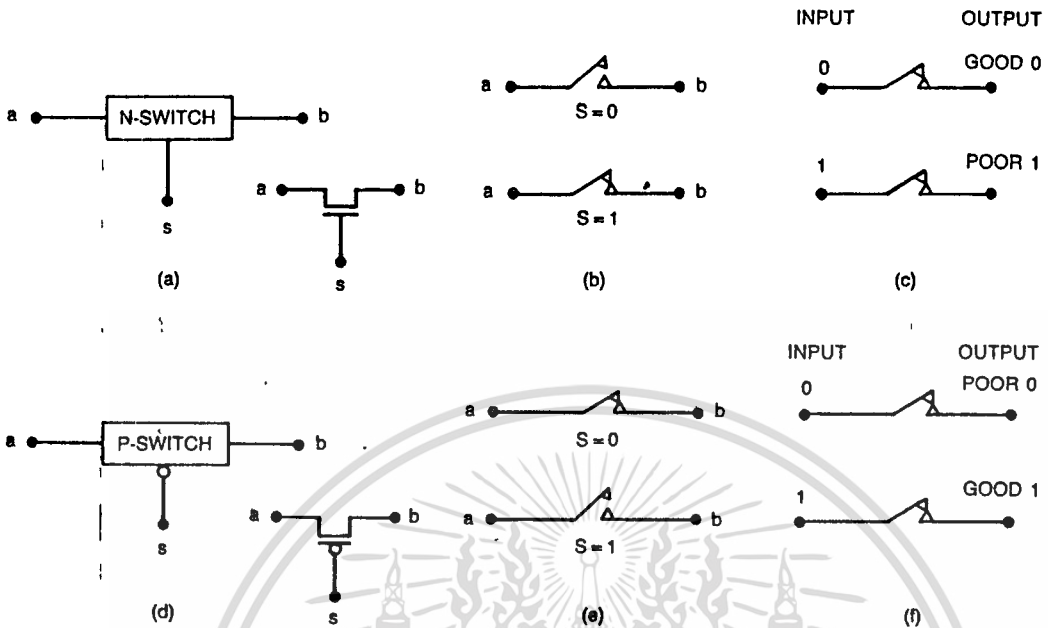 INPUT OUTPUT
0 GOOD 0
a N-SWITCH b
s
a b
s
a b
S=0
a b
S=1
1 POOR 1
(a) (b) (c)
INPUT OUTPUT
0 POOR 0
a P-SWITCH b
s
a b
s
a b
S=0
a b
S=1
1 GOOD 1
(d) (e) (f)